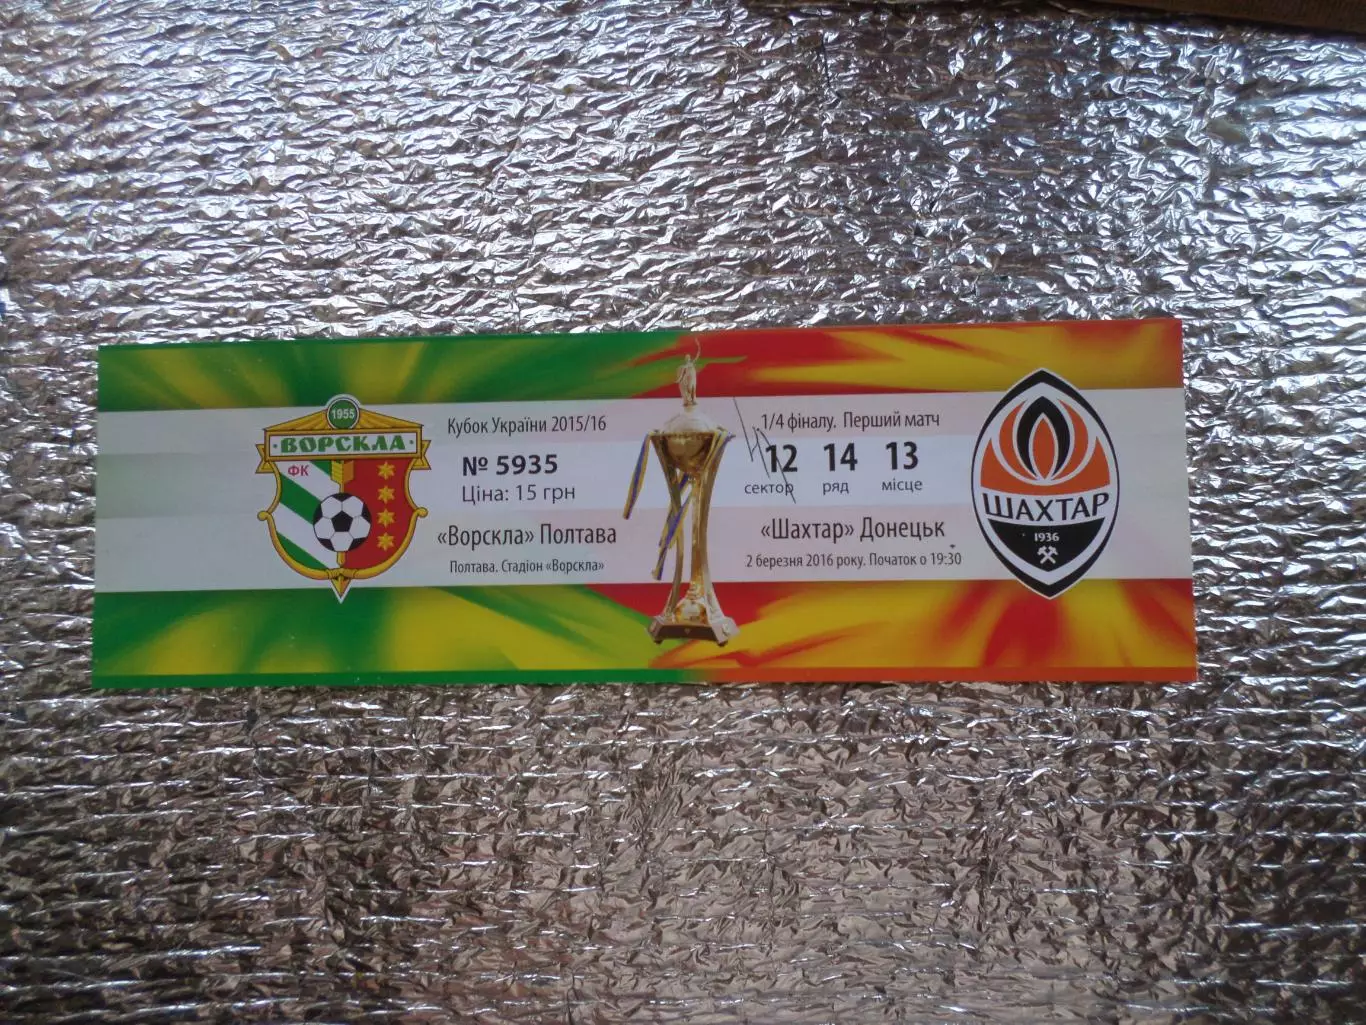 1955
ВОРСКЛА
ФК
Кубок України 2015/16
№ 5935
Ціна: 15 грн
«Ворскла» Полтава
Полтава. Стадіон «Ворскла»
1/4 фіналу. Перший матч
12 14 13
сектор ряд місце
«Шахтар» Донецьк
2 березня 2016 року. Початок о 19:30
ШАХТАР
1936